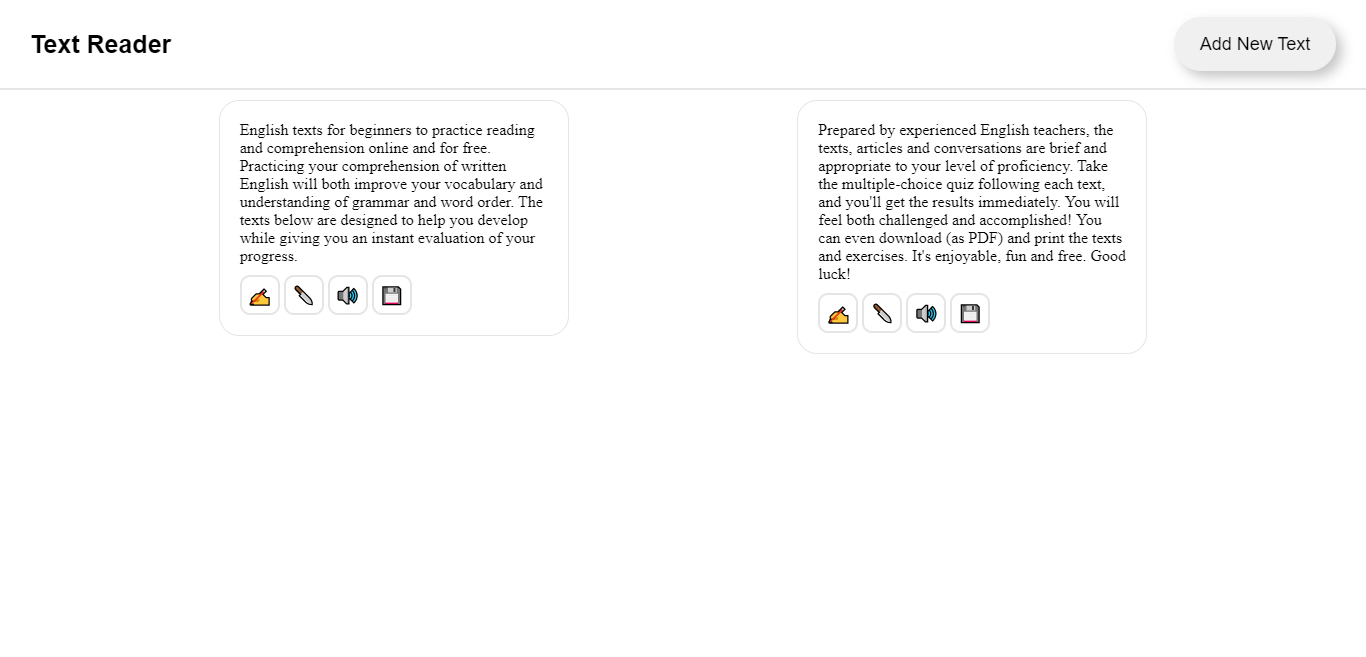 Text Reader
Add New Text
English texts for beginners to practice reading
and comprehension online and for free.
Practicing your comprehension of written
English will both improve your vocabulary and
understanding of grammar and word order. The
texts below are designed to help you develop
while giving you an instant evaluation of your
progress.
Prepared by experienced English teachers, the
texts, articles and conversations are brief and
appropriate to your level of proficiency. Take
the multiple-choice quiz following each text,
and you'll get the results immediately. You will
feel both challenged and accomplished! You
can even download (as PDF) and print the texts
and exercises. It's enjoyable, fun and free. Good
luck!